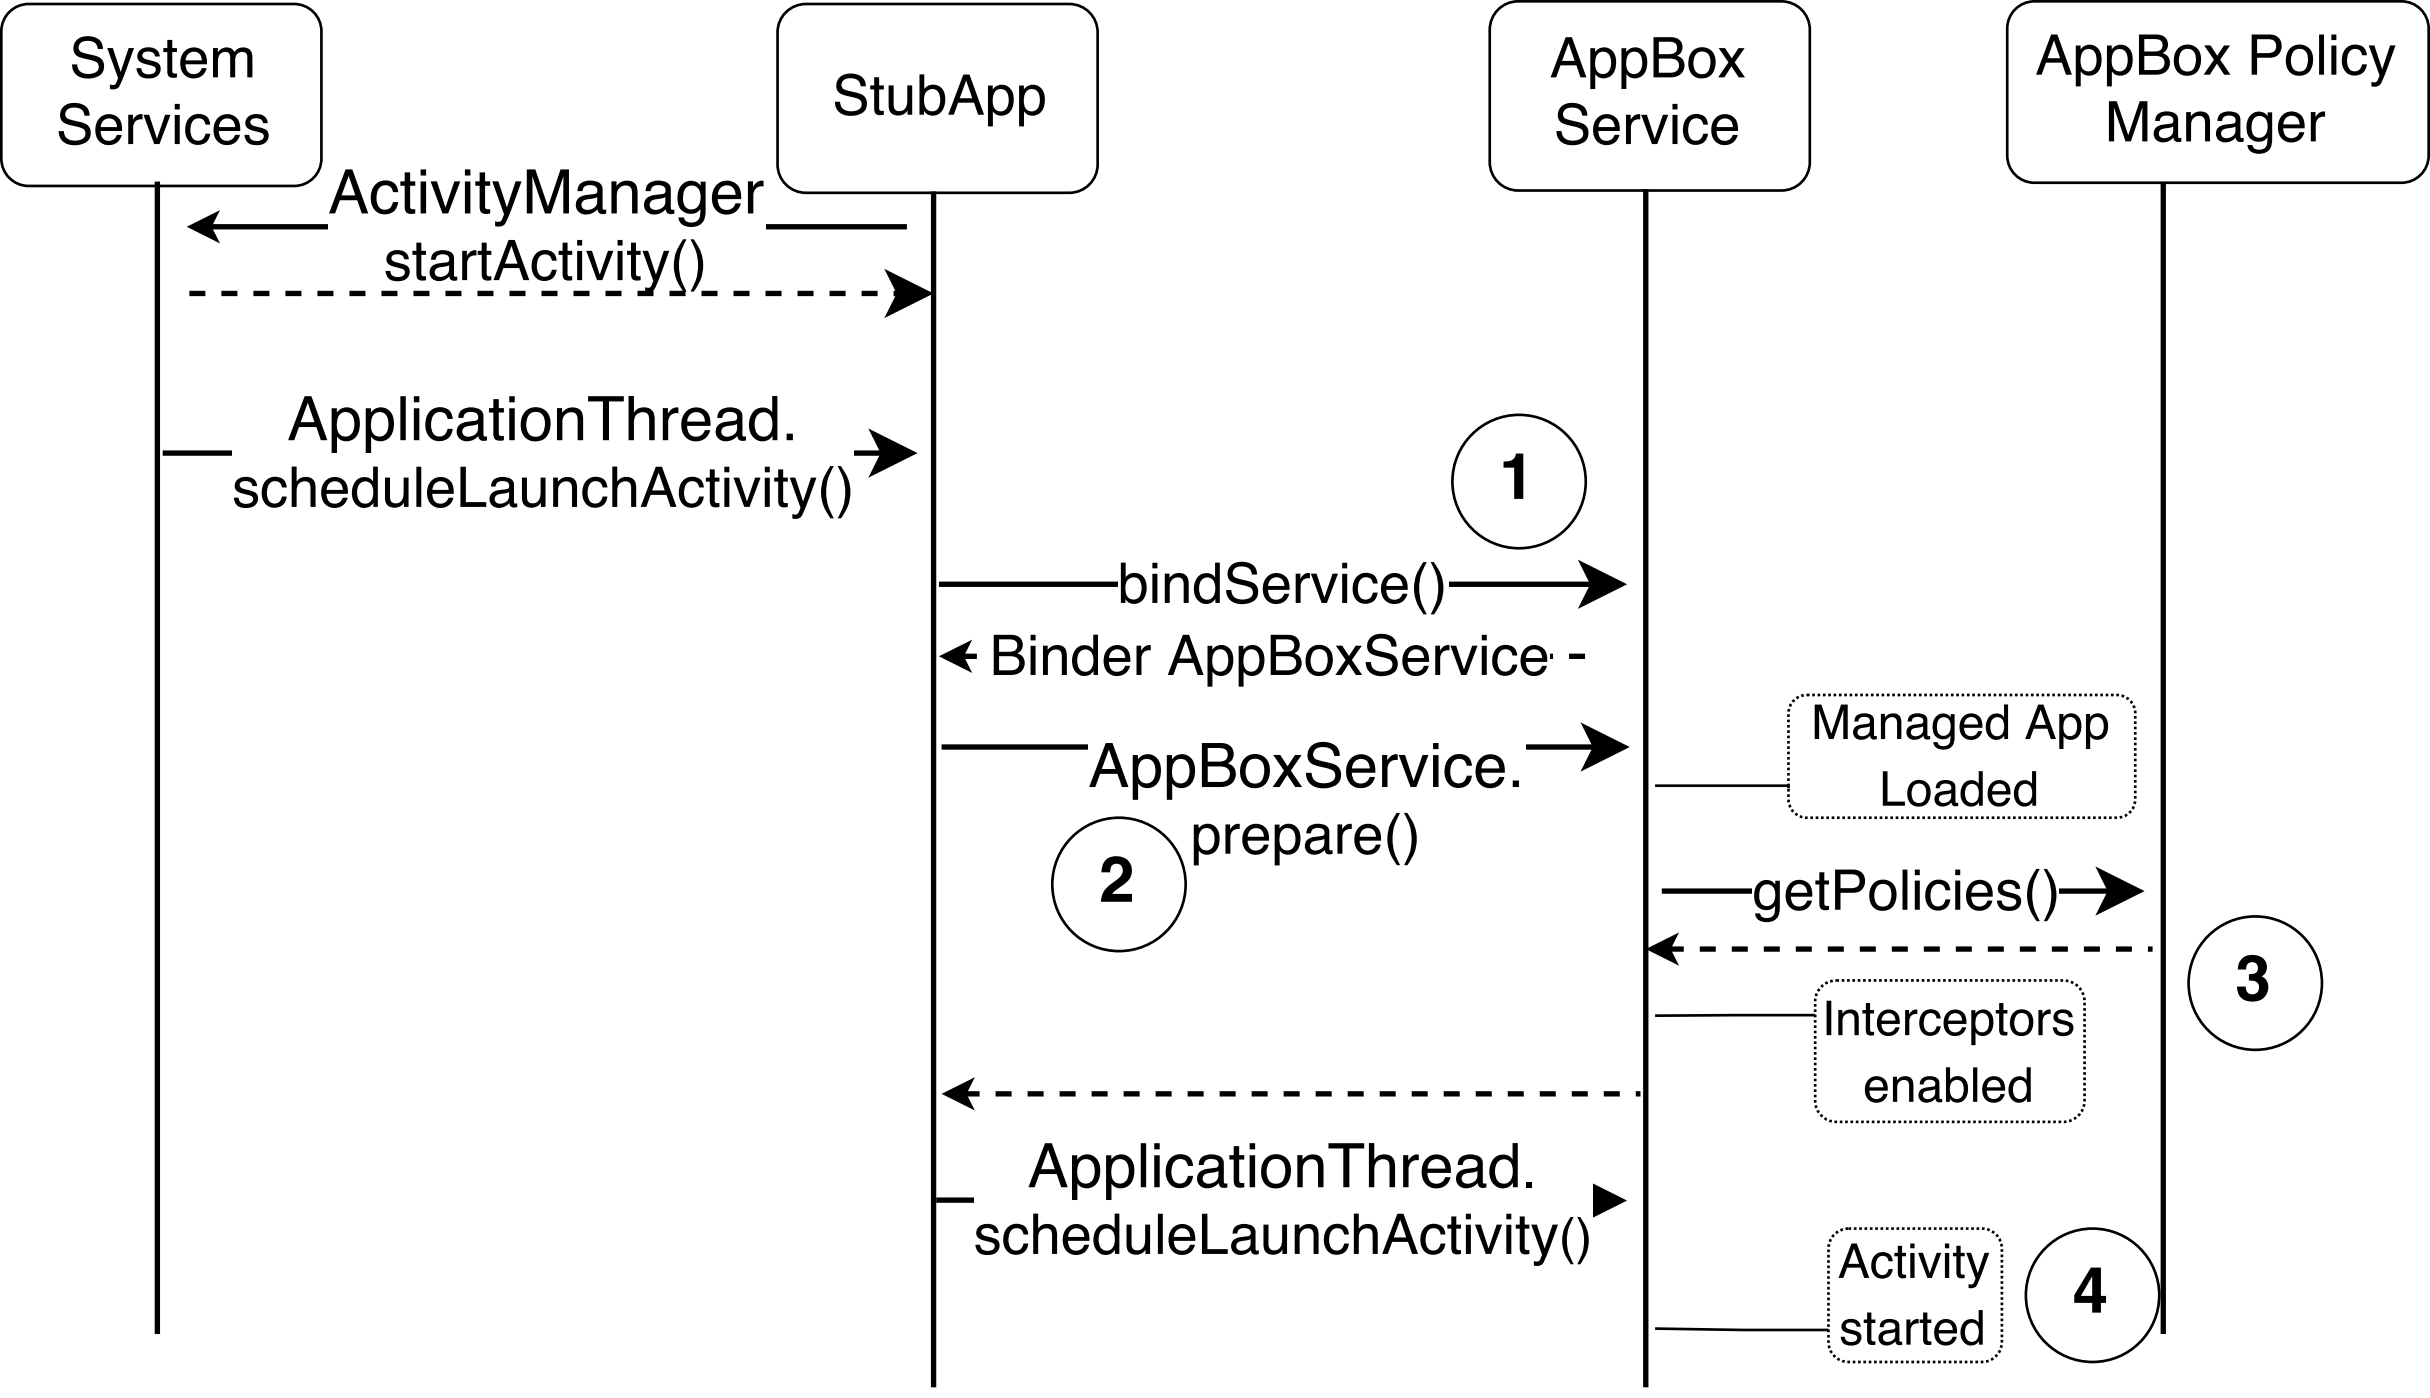 System
Services
StubApp
AppBox
Service
AppBox Policy
Manager
ActivityManager
startActivity()
ApplicationThread.
scheduleLaunchActivity()
1
bindService()
Binder AppBoxService
AppBoxService.
prepare()
2
Managed App
Loaded
getPolicies()
3
Interceptors
enabled
ApplicationThread.
scheduleLaunchActivity()
Activity
started
4